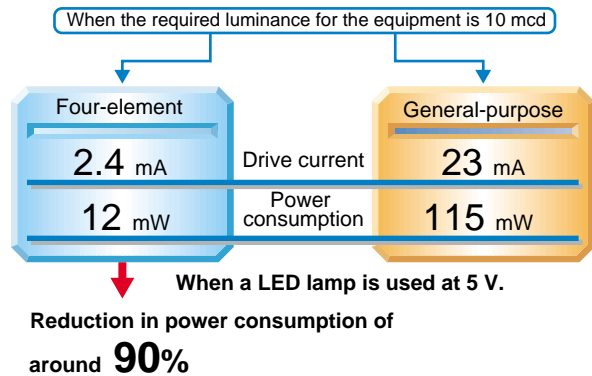 When the required luminance for the equipment is 10 mcd
Four-element
General-purpose
2.4 mA
Drive current
23 mA
12 mW
Power
consumption
115 mW
When a LED lamp is used at 5 V.
Reduction in power consumption of
around 90%